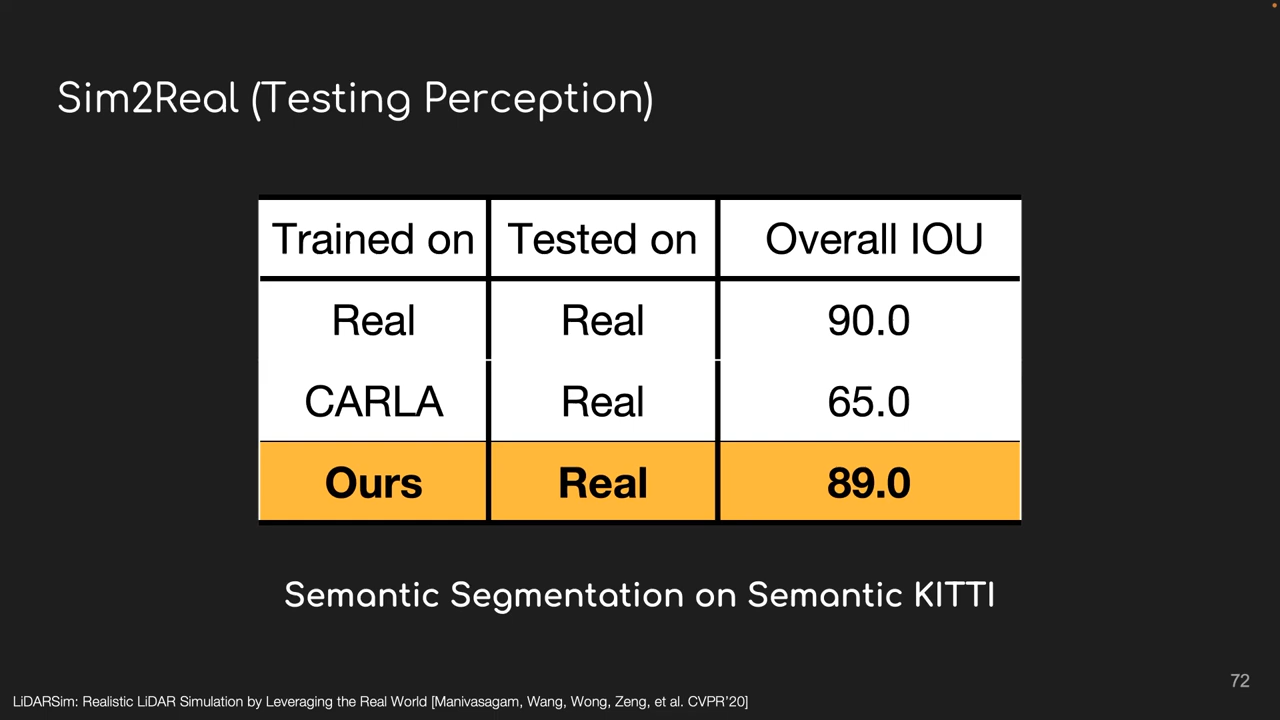 Sim2Real (Testing Perception)
Trained on Tested on Overall IOU
Real Real 90.0
CARLA Real 65.0
Ours Real 89.0
Semantic Segmentation on Semantic KITTI
72
LiDARSim: Realistic LiDAR Simulation by Leveraging the Real World [Manivasagam, Wang, Wong, Zeng, et al. CVPR'20]